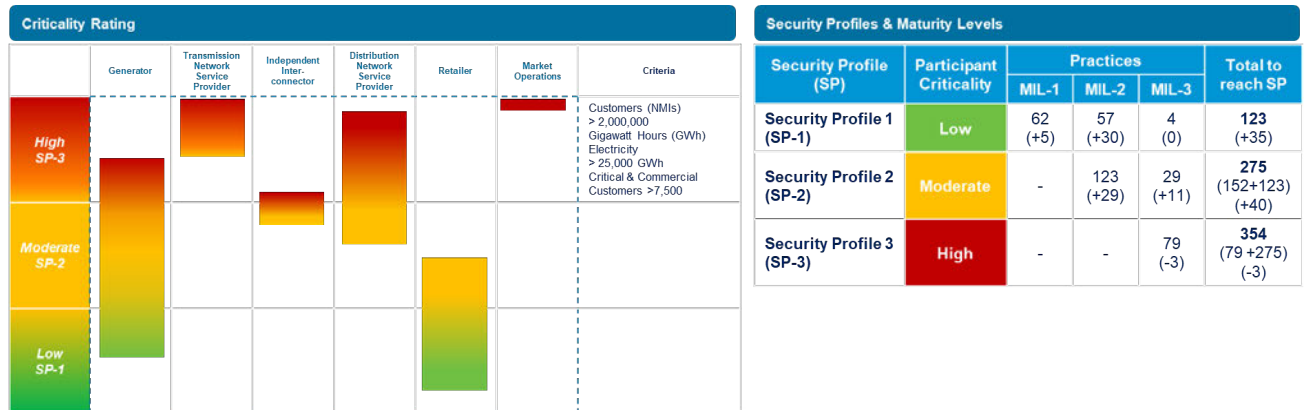 Criticality Rating
Generator
Transmission
Network
Service
Provider
Independent
Inter-
connector
Distribution
Network
Service
Provider
Retailer
Market
Operations
Criteria
High
SP-3
Moderate
SP-2
Low
SP-1
Customers (NMIs)
> 2,000,000
Gigawatt Hours (GWh)
Electricity
> 25,000 GWh
Critical & Commercial
Customers >7,500
Security Profiles & Maturity Levels
Security Profile
(SP)
Participant
Criticality
Practices
MIL-1
MIL-2
MIL-3
Total to
reach SP
Security Profile 1
(SP-1)
Low
62
(+5)
57
(+30)
4
(0)
123
(+35)
Security Profile 2
(SP-2)
Moderate
-
123
(+29)
29
(+11)
275
(152+123)
(+40)
Security Profile 3
(SP-3)
High
-
-
79
(-3)
354
(79 +275)
(-3)